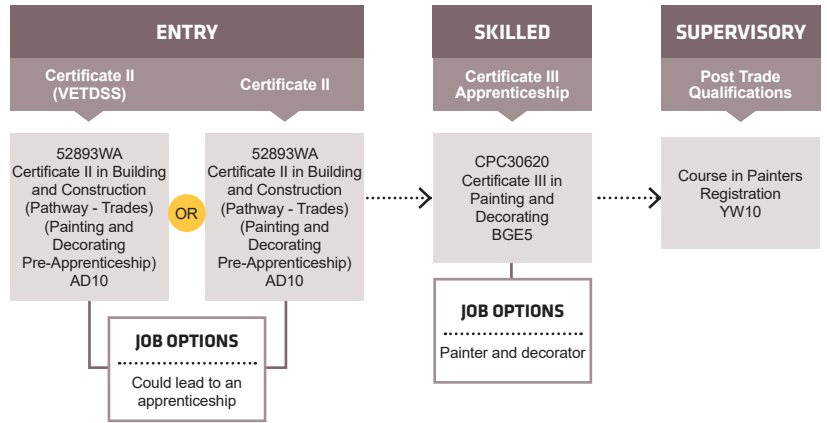 ENTRY
SKILLED
SUPERVISORY
Certificate II
(VETDSS)
Certificate II
Certificate III
Apprenticeship
Post Trade
Qualifications
52893WA
Certificate II in Building
and Construction
(Pathway - Trades)
(Painting and
Decorating
Pre-Apprenticeship)
AD10
OR
52893WA
Certificate II in Building
and Construction
(Pathway - Trades)
(Painting and
Decorating
Pre-Apprenticeship)
AD10
CPC30620
Certificate III in
Painting and
Decorating
BGE5
Course in Painters
Registration
YW10
JOB OPTIONS
Could lead to an
apprenticeship
JOB OPTIONS
Painter and decorator